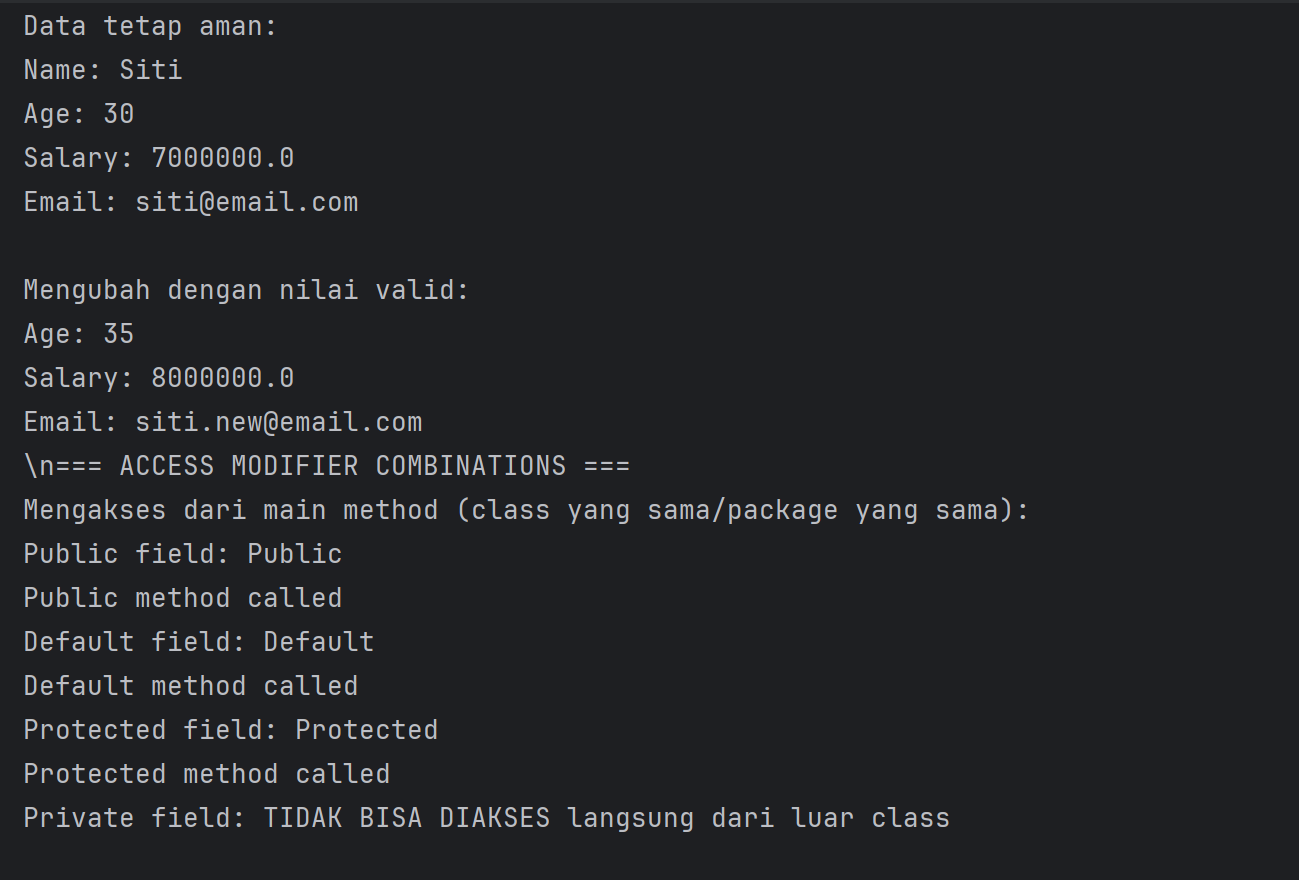 Data tetap aman:
Name: Siti
Age: 30
Salary: 7000000.0
Email: siti@email.com
Mengubah dengan nilai valid:
Age: 35
Salary: 8000000.0
Email: siti.new@email.com
\n=== ACCESS MODIFIER COMBINATIONS ===
Mengakses dari main method (class yang sama/package yang sama):
Public field: Public
Public method called
Default field: Default
Default method called
Protected field: Protected
Protected method called
Private field: TIDAK BISA DIAKSES langsung dari luar class